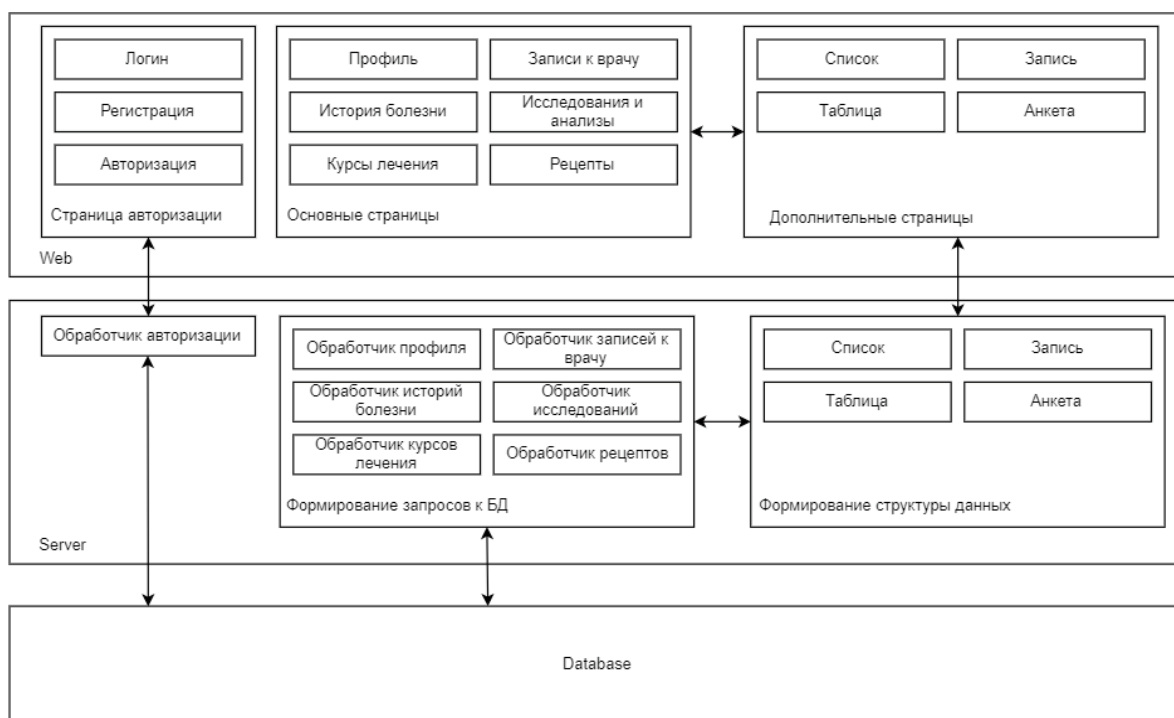 Логин
Регистрация
Авторизация
Страница авторизации
Профиль
Записи к врачу
История болезни
Исследования и
анализы
Курсы лечения
Рецепты
Основные страницы
Список
Запись
Таблица
Анкета
Дополнительные страницы
Web
Обработчик авторизации
Обработчик профиля
Обработчик записей к
врачу
Обработчик историй
болезни
Обработчик
исследований
Обработчик курсов
лечения
Обработчик рецептов
Формирование запросов к БД
Список
Запись
Таблица
Анкета
Формирование структуры данных
Server
Database